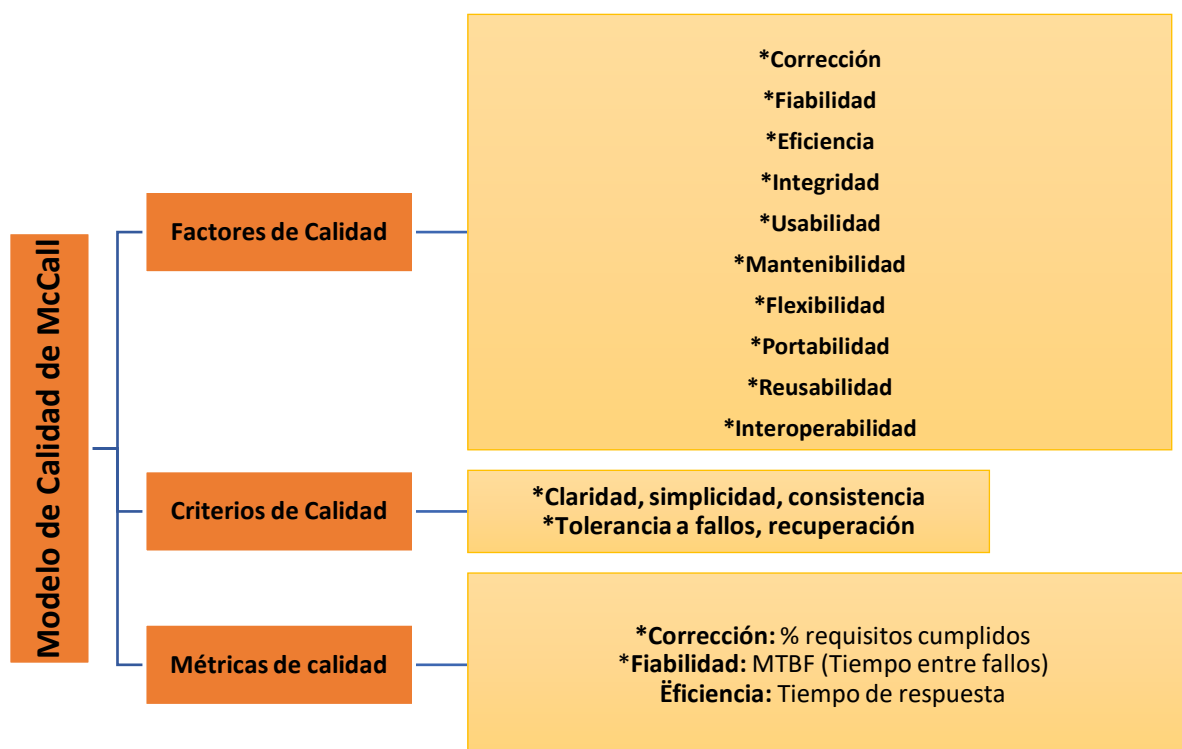 Modelo de Calidad de McCall
Factores de Calidad
*Corrección
*Fiabilidad
*Eficiencia
*Integridad
*Usabilidad
*Mantenibilidad
*Flexibilidad
*Portabilidad
*Reusabilidad
*Interoperabilidad
Criterios de Calidad
*Claridad, simplicidad, consistencia
*Tolerancia a fallos, recuperación
Métricas de calidad
*Corrección: % requisitos cumplidos
*Fiabilidad: MTBF (Tiempo entre fallos)
Ëficiencia: Tiempo de respuesta